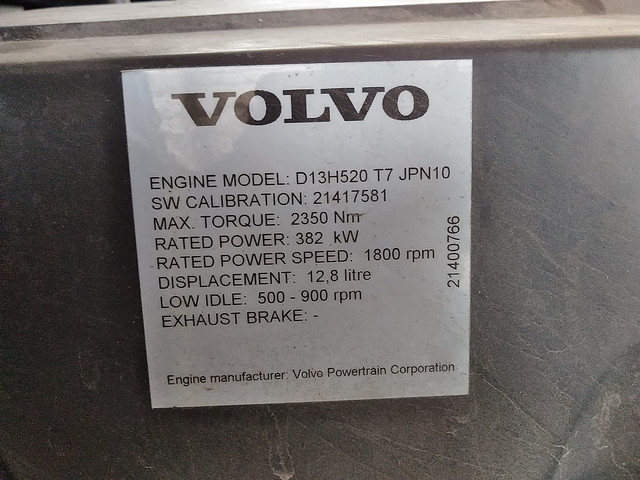 VOLVO
ENGINE MODEL: D13H520 T7 JPN10
SW CALIBRATION: 21417581
MAX. TORQUE: 2350 Nm
RATED POWER: 382 kW
RATED POWER SPEED: 1800 rpm
DISPLACEMENT: 12,8 litre
LOW IDLE: 500 - 900 rpm
EXHAUST BRAKE: -
21400766
Engine manufacturer: Volvo Powertrain Corporation